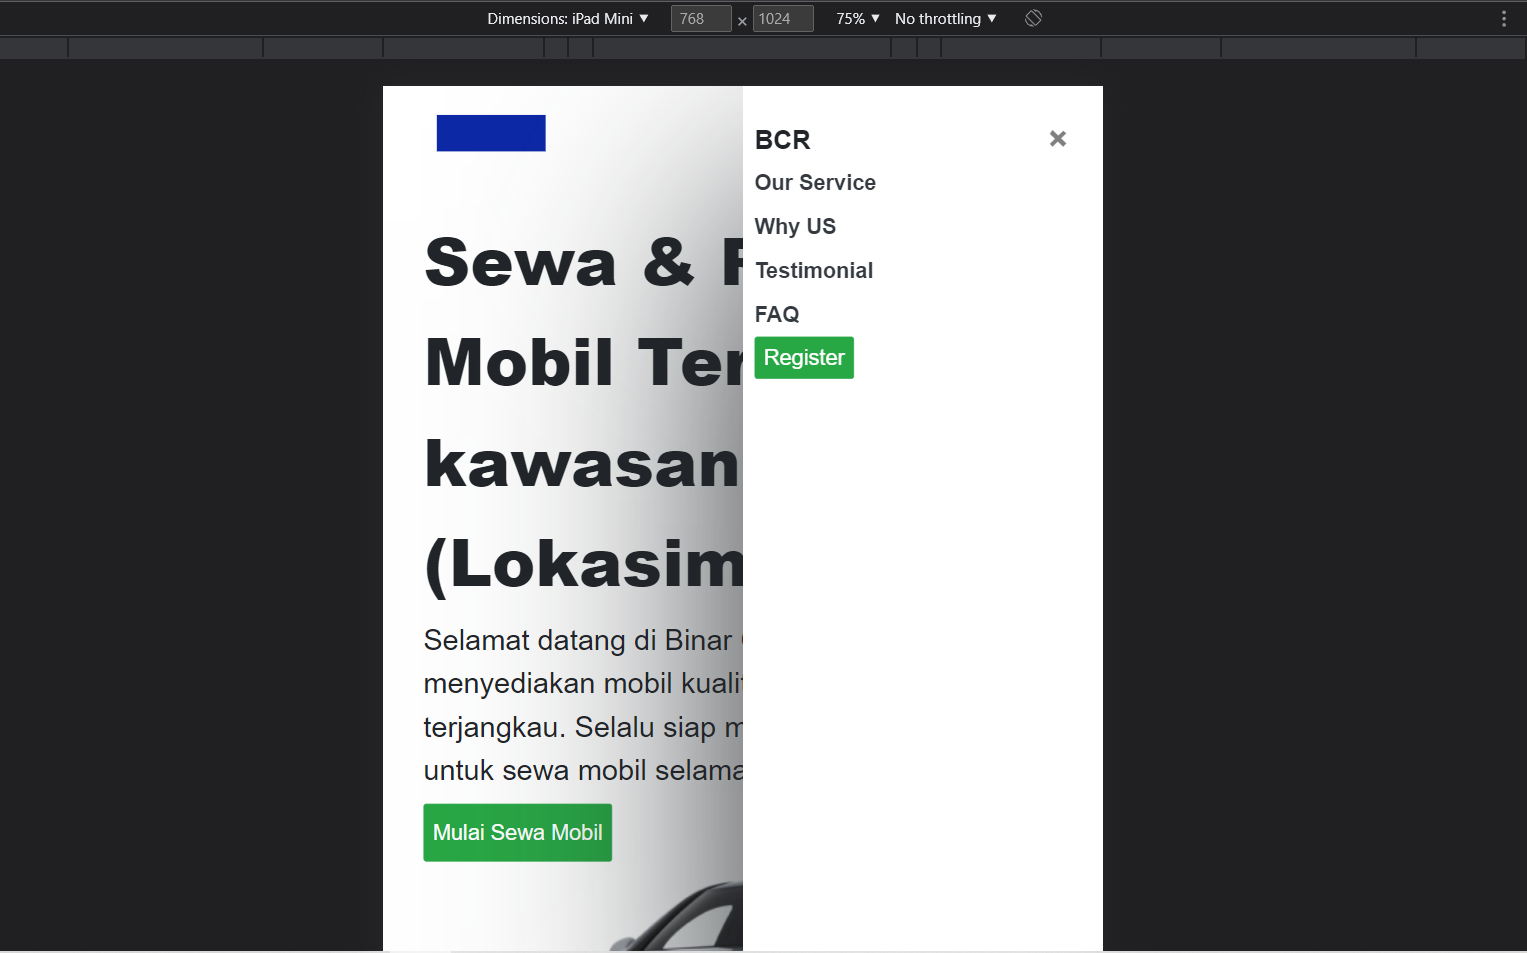 Dimensions: iPad Mini ▼ 768 × 1024 75% ▼ No throttling ▼
BCR ×
Our Service
Why US
Testimonial
FAQ
Register
Sewa &
Mobil Ter
kawasan
(Lokasim
Selamat datang di Binar
menyediakan mobil kualit
terjangkau. Selalu siap m
untuk sewa mobil selama
Mulai Sewa Mobil